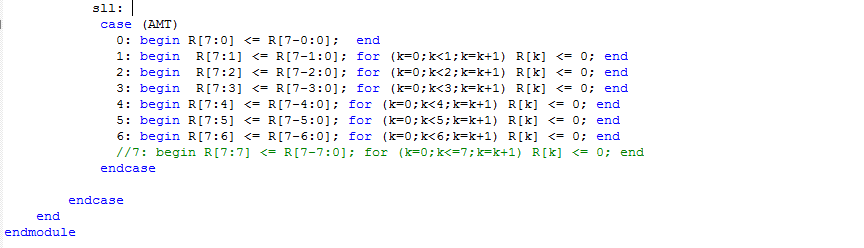 sll:
case (AMT)
0: begin R[7:0] <= R[7-0:0]; end
1: begin R[7:1] <= R[7-1:0]; for (k=0;k<1;k=k+1) R[k] <= 0; end
2: begin R[7:2] <= R[7-2:0]; for (k=0;k<2;k=k+1) R[k] <= 0; end
3: begin R[7:3] <= R[7-3:0]; for (k=0;k<3;k=k+1) R[k] <= 0; end
4: begin R[7:4] <= R[7-4:0]; for (k=0;k<4;k=k+1) R[k] <= 0; end
5: begin R[7:5] <= R[7-5:0]; for (k=0;k<5;k=k+1) R[k] <= 0; end
6: begin R[7:6] <= R[7-6:0]; for (k=0;k<6;k=k+1) R[k] <= 0; end
//7: begin R[7:7] <= R[7-7:0]; for (k=0;k<=7;k=k+1) R[k] <= 0; end
endcase
endcase
end
endmodule